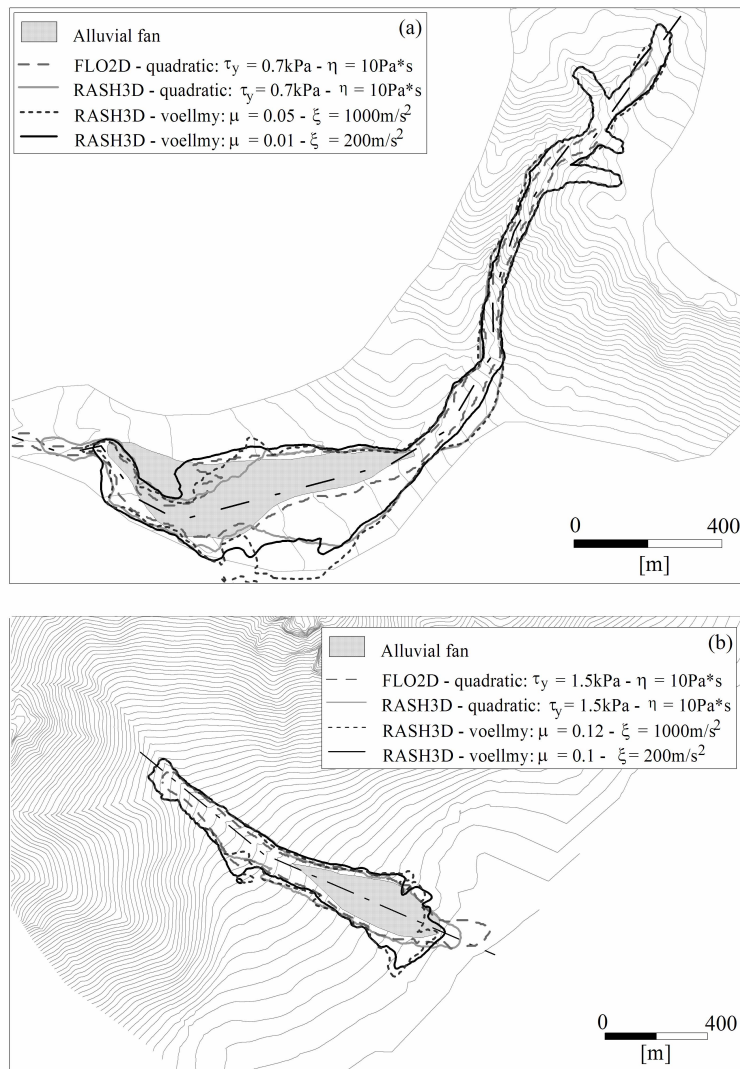 (a)
Alluvial fan
FLO2D - quadratic: τy = 0.7kPa - η = 10Pa*s
RASH3D - quadratic: τy = 0.7kPa - η = 10Pa*s
RASH3D - voellmy: μ = 0.05 - ξ = 1000m/s²
RASH3D - voellmy: μ = 0.01 - ξ = 200m/s²
0 400
[m]
(b)
Alluvial fan
FLO2D - quadratic: τy = 1.5kPa - η = 10Pa*s
RASH3D - quadratic: τy = 1.5kPa - η = 10Pa*s
RASH3D - voellmy: μ = 0.12 - ξ = 1000m/s²
RASH3D - voellmy: μ = 0.1 - ξ = 200m/s²
0 400
[m]